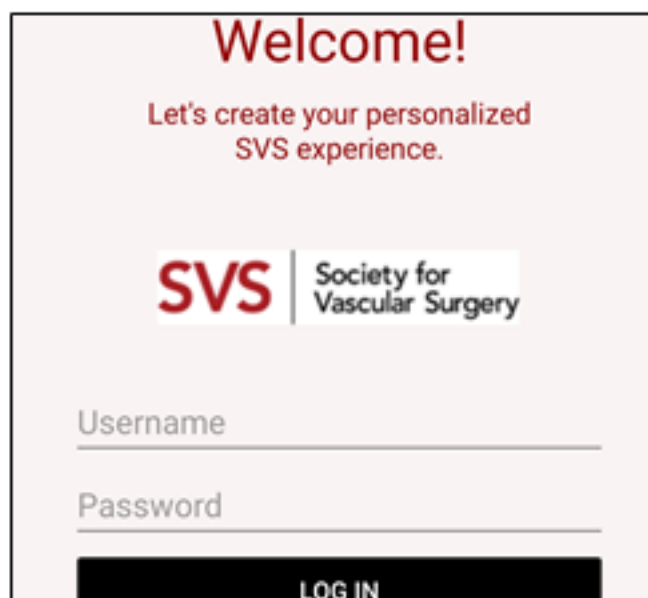 Welcome!
Let's create your personalized
SVS experience.
SVS
Society for
Vascular Surgery
Username
Password
LOG IN